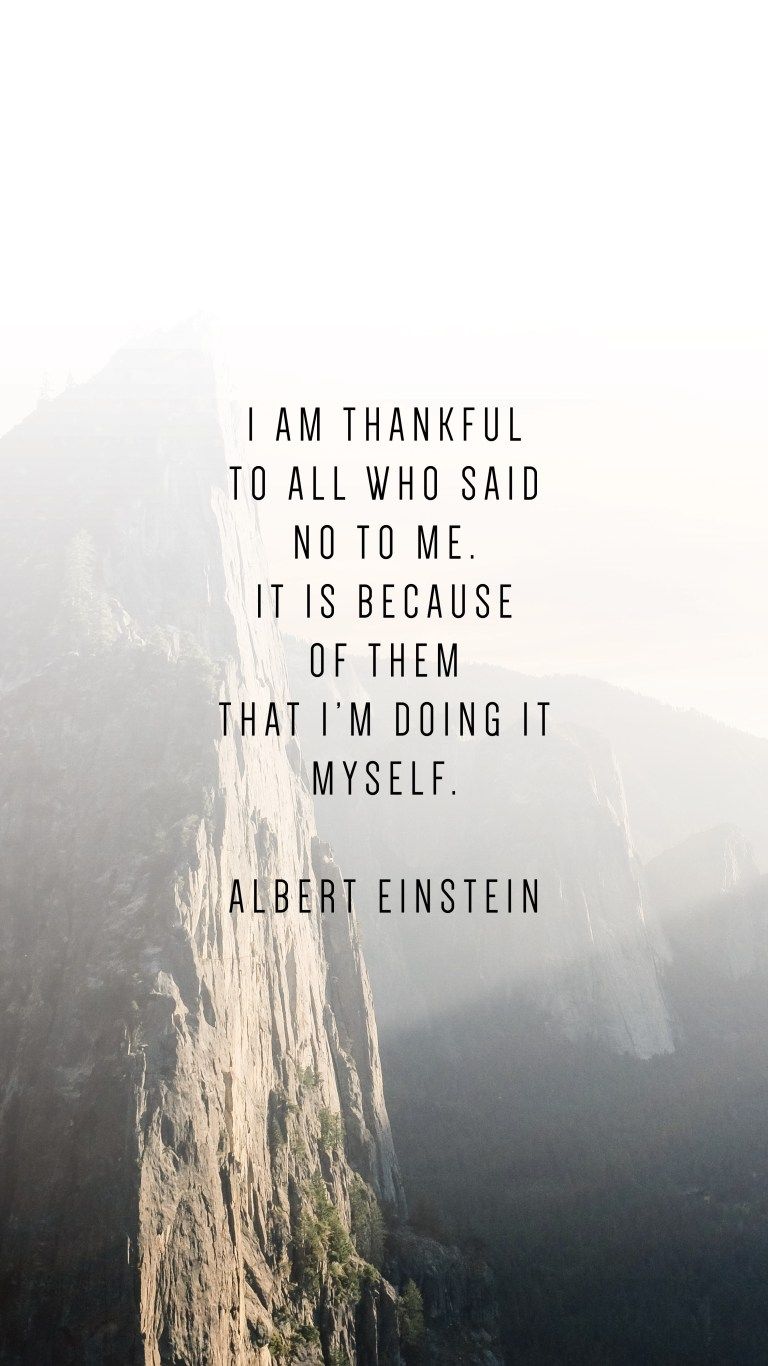 I AM THANKFUL
TO ALL WHO SAID
NO TO ME.
IT IS BECAUSE
OF THEM
THAT I'M DOING IT
MYSELF.
ALBERT EINSTEIN